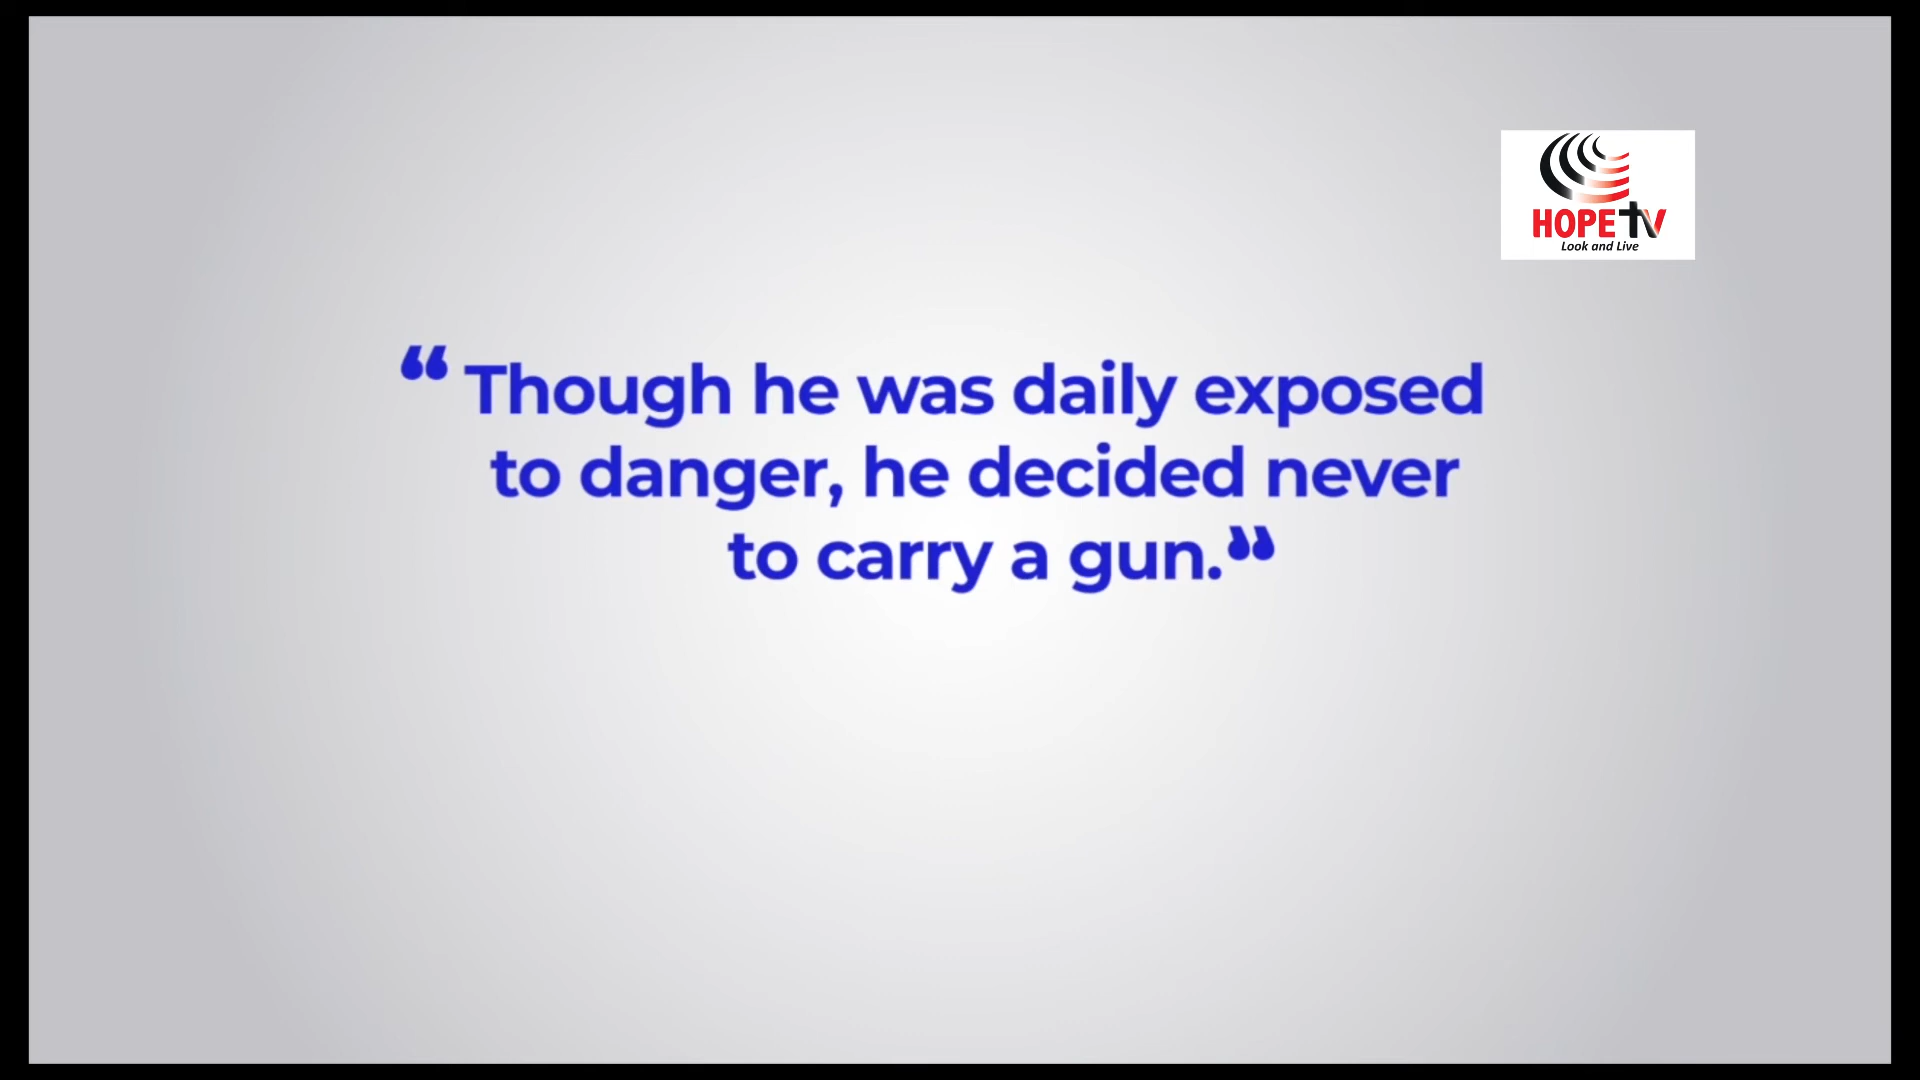 HOPE tv
Look and Live
“Though he was daily exposed
to danger, he decided never
to carry a gun.”